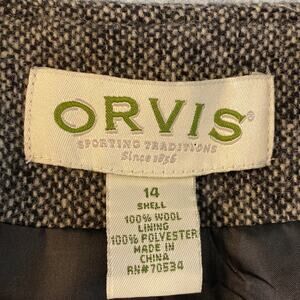 ORVIS
SPORTING TRADITIONS
Since 1856
14
SHELL
100% WOOL
LINING
100% POLYESTER
MADE IN
CHINA
RN#70534